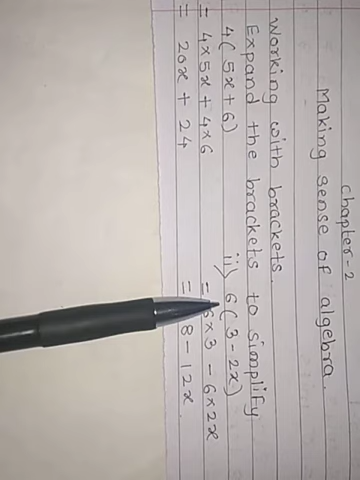 Chapter-2
Making sense of algebra.
Working with brackets.
Expand the brackets to simplify
4(5x+6)
= 4×5x + 4×6
= 20x + 24
ii) 6(3-2x)
= 6×3 - 6×2x
= 8 - 12x.